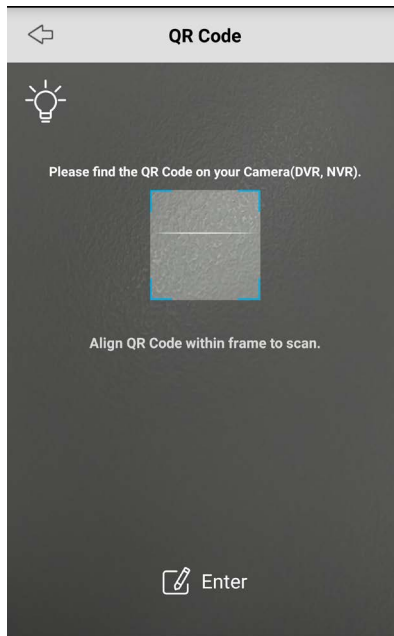 QR Code
Please find the QR Code on your Camera(DVR, NVR).
Align QR Code within frame to scan.
Enter